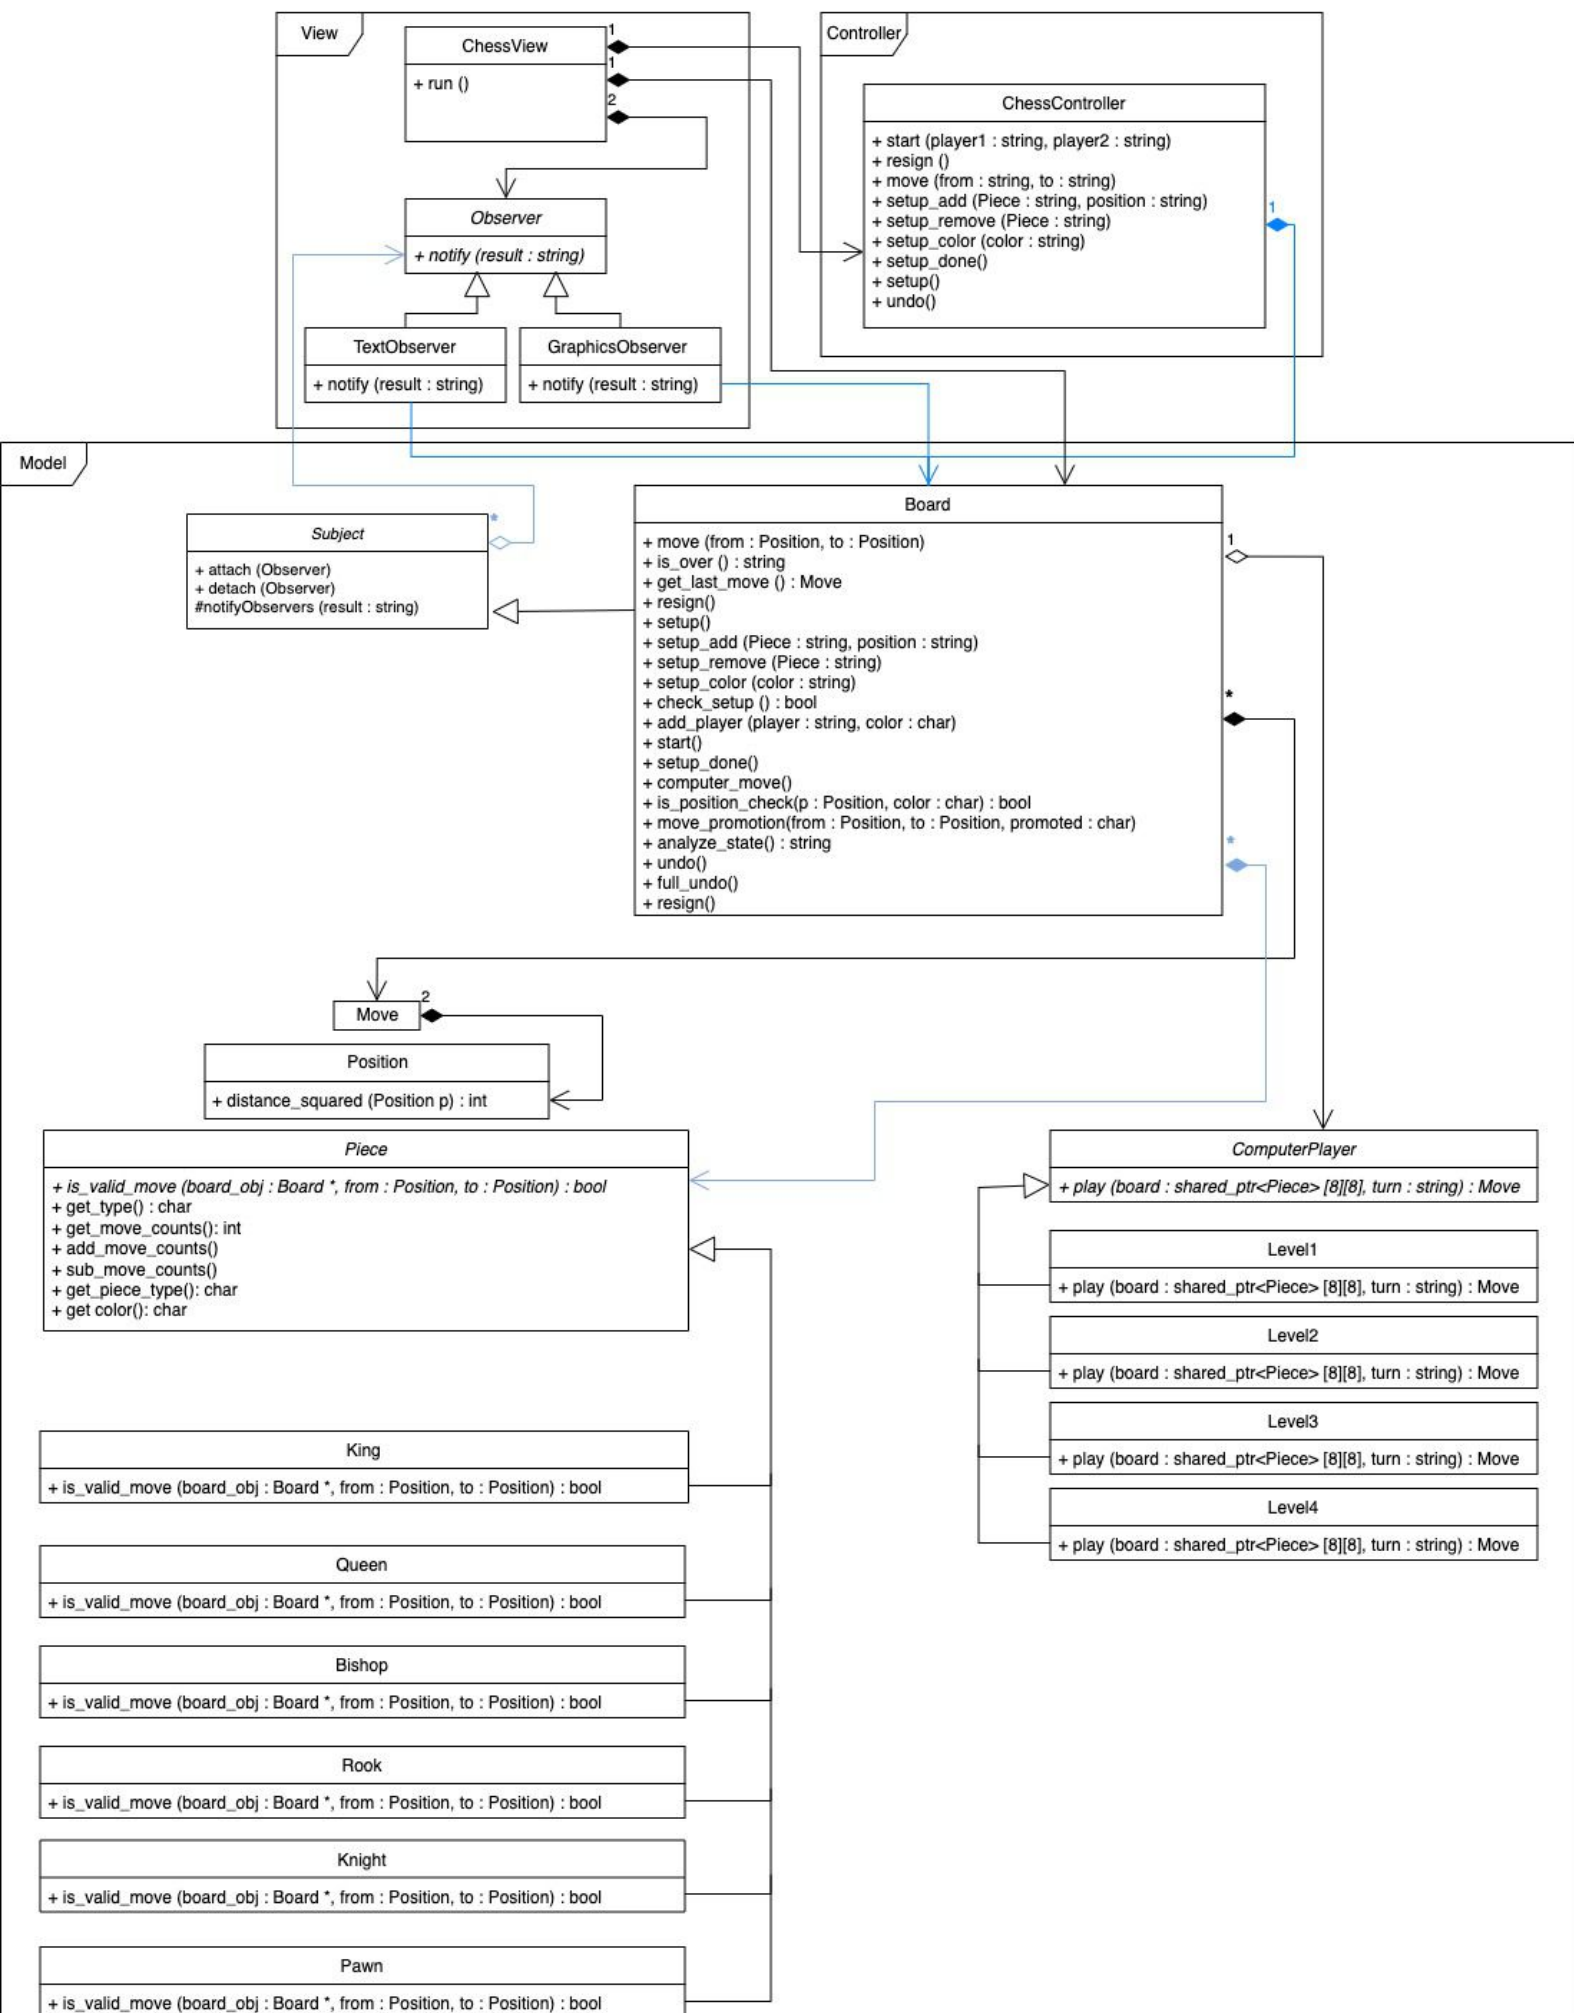 View
ChessView
+ run ()
1
1
2
Observer
+ notify (result : string)
TextObserver
+ notify (result : string)
GraphicsObserver
+ notify (result : string)
Controller
ChessController
+ start (player1 : string, player2 : string)
+ resign ()
+ move (from : string, to : string)
+ setup_add (Piece : string, position : string)
+ setup_remove (Piece : string)
+ setup_color (color : string)
+ setup_done()
+ setup()
+ undo()
1
Model
Subject
+ attach (Observer)
+ detach (Observer)
#notifyObservers (result : string)
*
Board
+ move (from : Position, to : Position)
+ is_over () : string
+ get_last_move () : Move
+ resign()
+ setup()
+ setup_add (Piece : string, position : string)
+ setup_remove (Piece : string)
+ setup_color (color : string)
+ check_setup () : bool
+ add_player (player : string, color : char)
+ start()
+ setup_done()
+ computer_move()
+ is_position_check(p : Position, color : char) : bool
+ move_promotion(from : Position, to : Position, promoted : char)
+ analyze_state() : string
+ undo()
+ full_undo()
+ resign()
1
*
*
Move
2
Position
+ distance_squared (Position p) : int
Piece
+ is_valid_move (board_obj : Board *, from : Position, to : Position) : bool
+ get_type() : char
+ get_move_counts(): int
+ add_move_counts()
+ sub_move_counts()
+ get_piece_type(): char
+ get color(): char
King
+ is_valid_move (board_obj : Board *, from : Position, to : Position) : bool
Queen
+ is_valid_move (board_obj : Board *, from : Position, to : Position) : bool
Bishop
+ is_valid_move (board_obj : Board *, from : Position, to : Position) : bool
Rook
+ is_valid_move (board_obj : Board *, from : Position, to : Position) : bool
Knight
+ is_valid_move (board_obj : Board *, from : Position, to : Position) : bool
Pawn
+ is_valid_move (board_obj : Board *, from : Position, to : Position) : bool
ComputerPlayer
+ play (board : shared_ptr<Piece> [8][8], turn : string) : Move
Level1
+ play (board : shared_ptr<Piece> [8][8], turn : string) : Move
Level2
+ play (board : shared_ptr<Piece> [8][8], turn : string) : Move
Level3
+ play (board : shared_ptr<Piece> [8][8], turn : string) : Move
Level4
+ play (board : shared_ptr<Piece> [8][8], turn : string) : Move